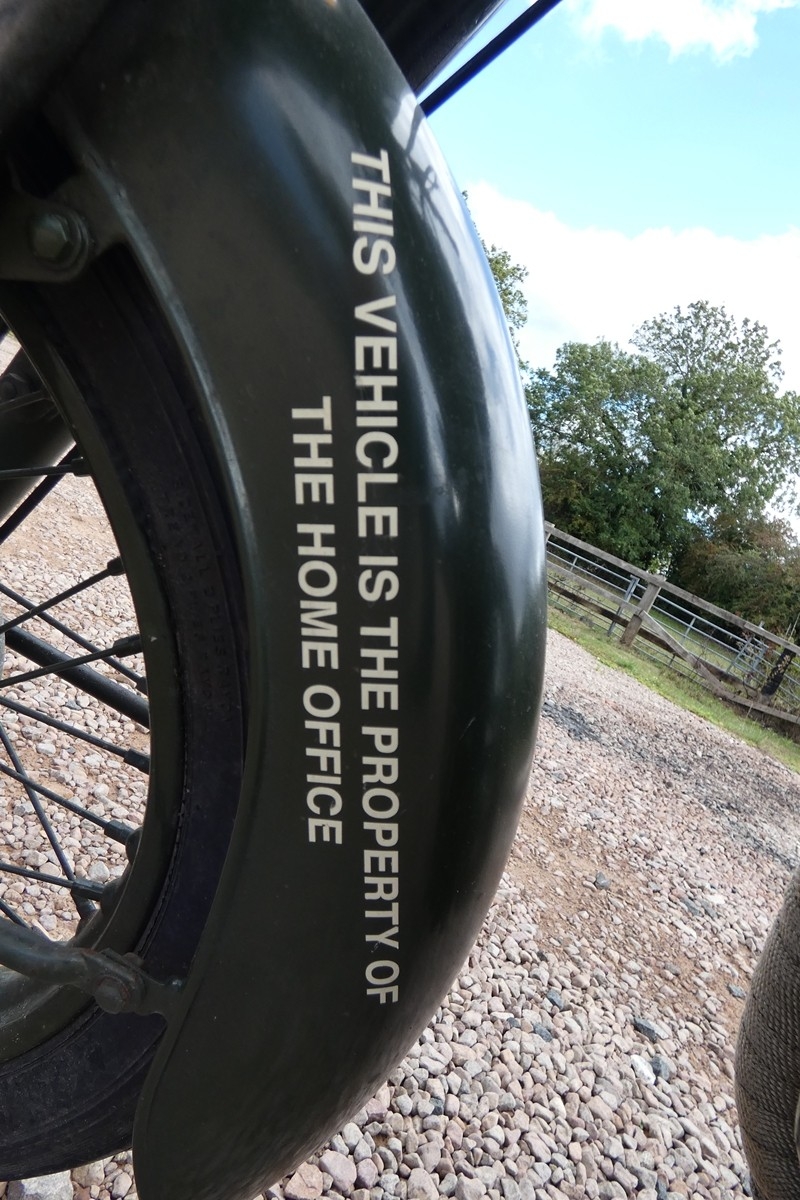 THIS VEHICLE IS THE PROPERTY OF
THE HOME OFFICE